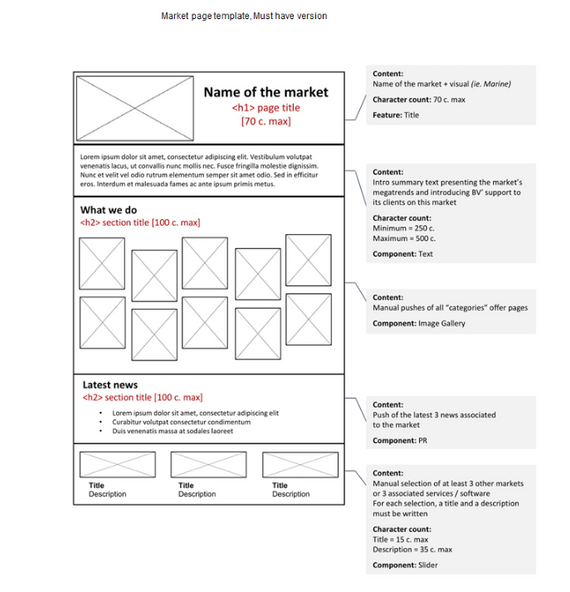 Market page template, Must have version
Name of the market
<h1> page title
[70 c. max]
Lorem ipsum dolor sit amet, consectetur adipiscing elit. Vestibulum volutpat
venenatis lacus, ut convallis nunc mollis nec. Fusce fringilla molestie dignissim.
Nunc et velit vel odio rutrum elementum semper sit amet odio. Sed in efficitur
eros. Interdum et malesuada fames ac ante ipsum primis metus.
What we do
<h2> section title [100 c. max]
Latest news
<h2> section title [100 c. max]
• Lorem ipsum dolor sit amet, consectetur adipiscing elit
• Curabitur volutpat consectetur condimentum
• Duis venenatis massa at sodales laoreet
Title
Description
Title
Description
Title
Description
Content:
Name of the market + visual (ie. Marine)
Character count: 70 c. max
Feature: Title
Content:
Intro summary text presenting the market's
megatrends and introducing BV' support to
its clients on this market
Character count:
Minimum = 250 c.
Maximum = 500 c.
Component: Text
Content:
Manual pushes of all "categories" offer pages
Component: Image Gallery
Content:
Push of the latest 3 news associated
to the market
Component: PR
Content:
Manual selection of at least 3 other markets
or 3 associated services / software
For each selection, a title and a description
must be written
Character count:
Title = 15 c. max
Description = 35 c. max
Component: Slider